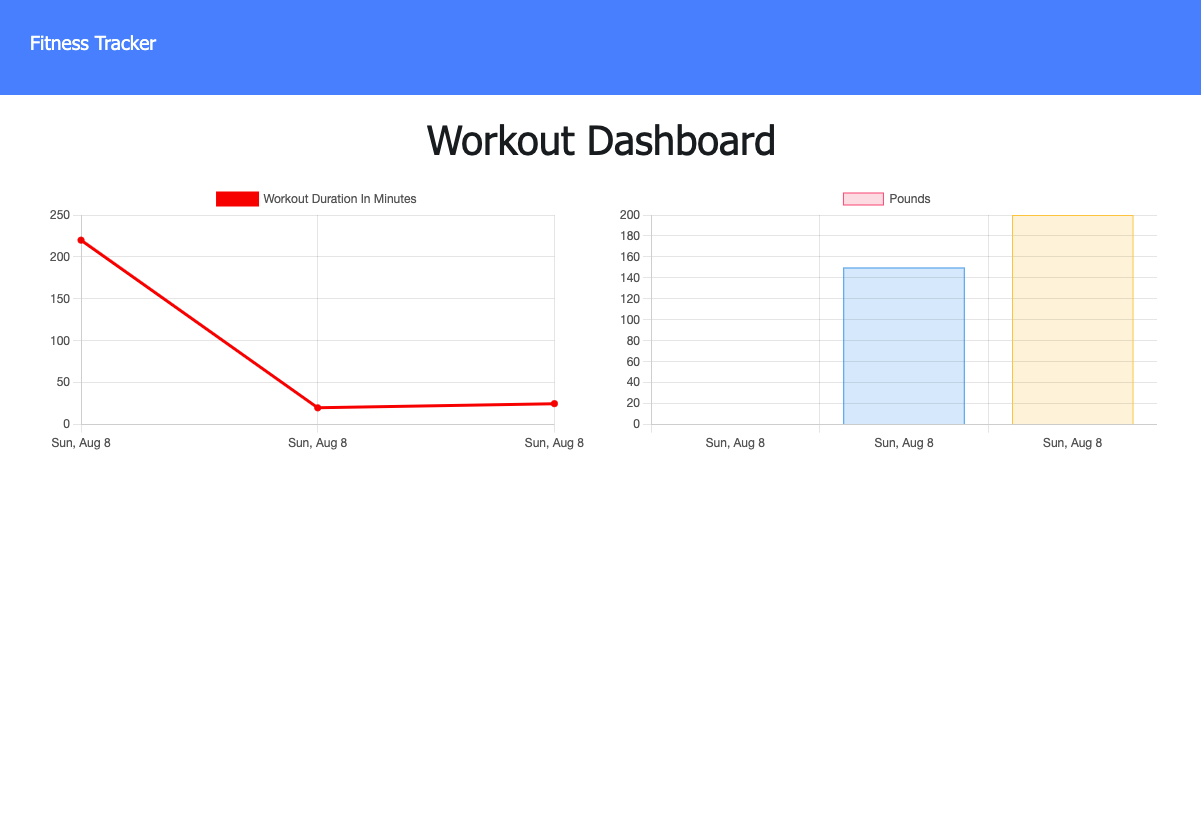 Fitness Tracker
Workout Dashboard
Workout Duration In Minutes
250
200
150
100
50
0
Sun, Aug 8 Sun, Aug 8 Sun, Aug 8
Pounds
200
180
160
140
120
100
80
60
40
20
0
Sun, Aug 8 Sun, Aug 8 Sun, Aug 8